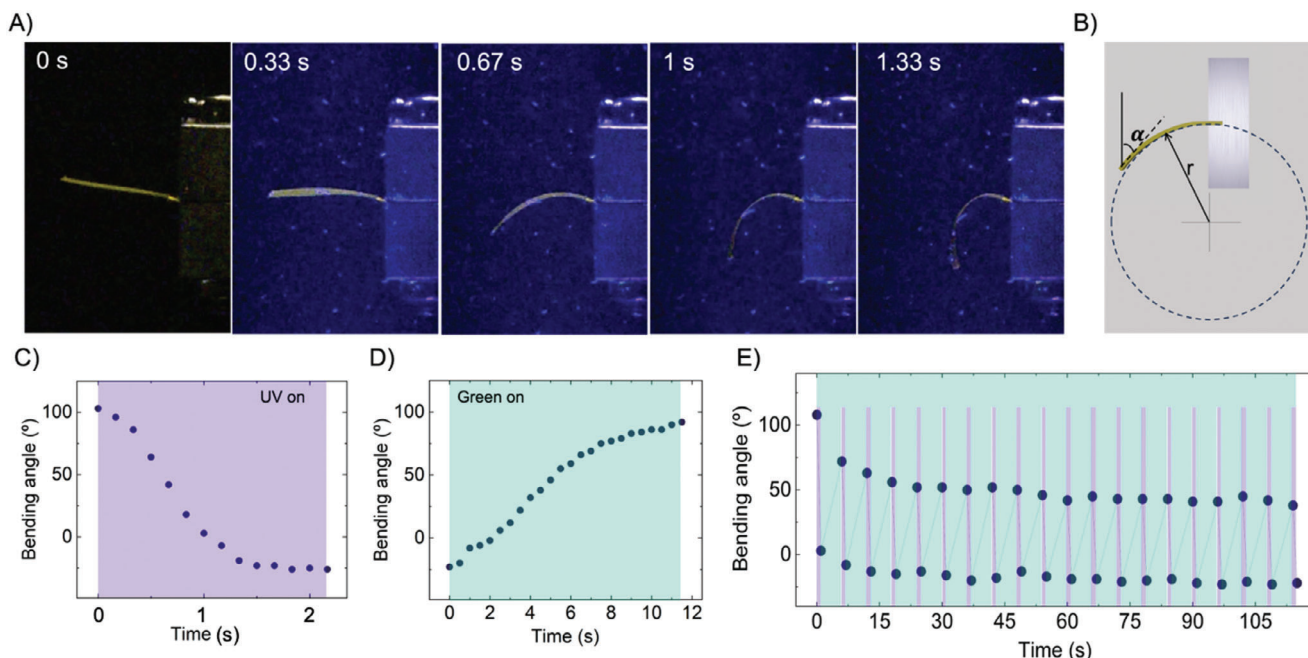 A)
0 s
0.33 s
0.67 s
1 s
1.33 s
B)
α
r
C)
UV on
Bending angle (º)
100
50
0
0
1
2
Time (s)
D)
Green on
Bending angle (º)
100
50
0
0
2
4
6
8
10
12
Time (s)
E)
Bending angle (º)
100
50
0
0
15
30
45
60
75
90
105
Time (s)